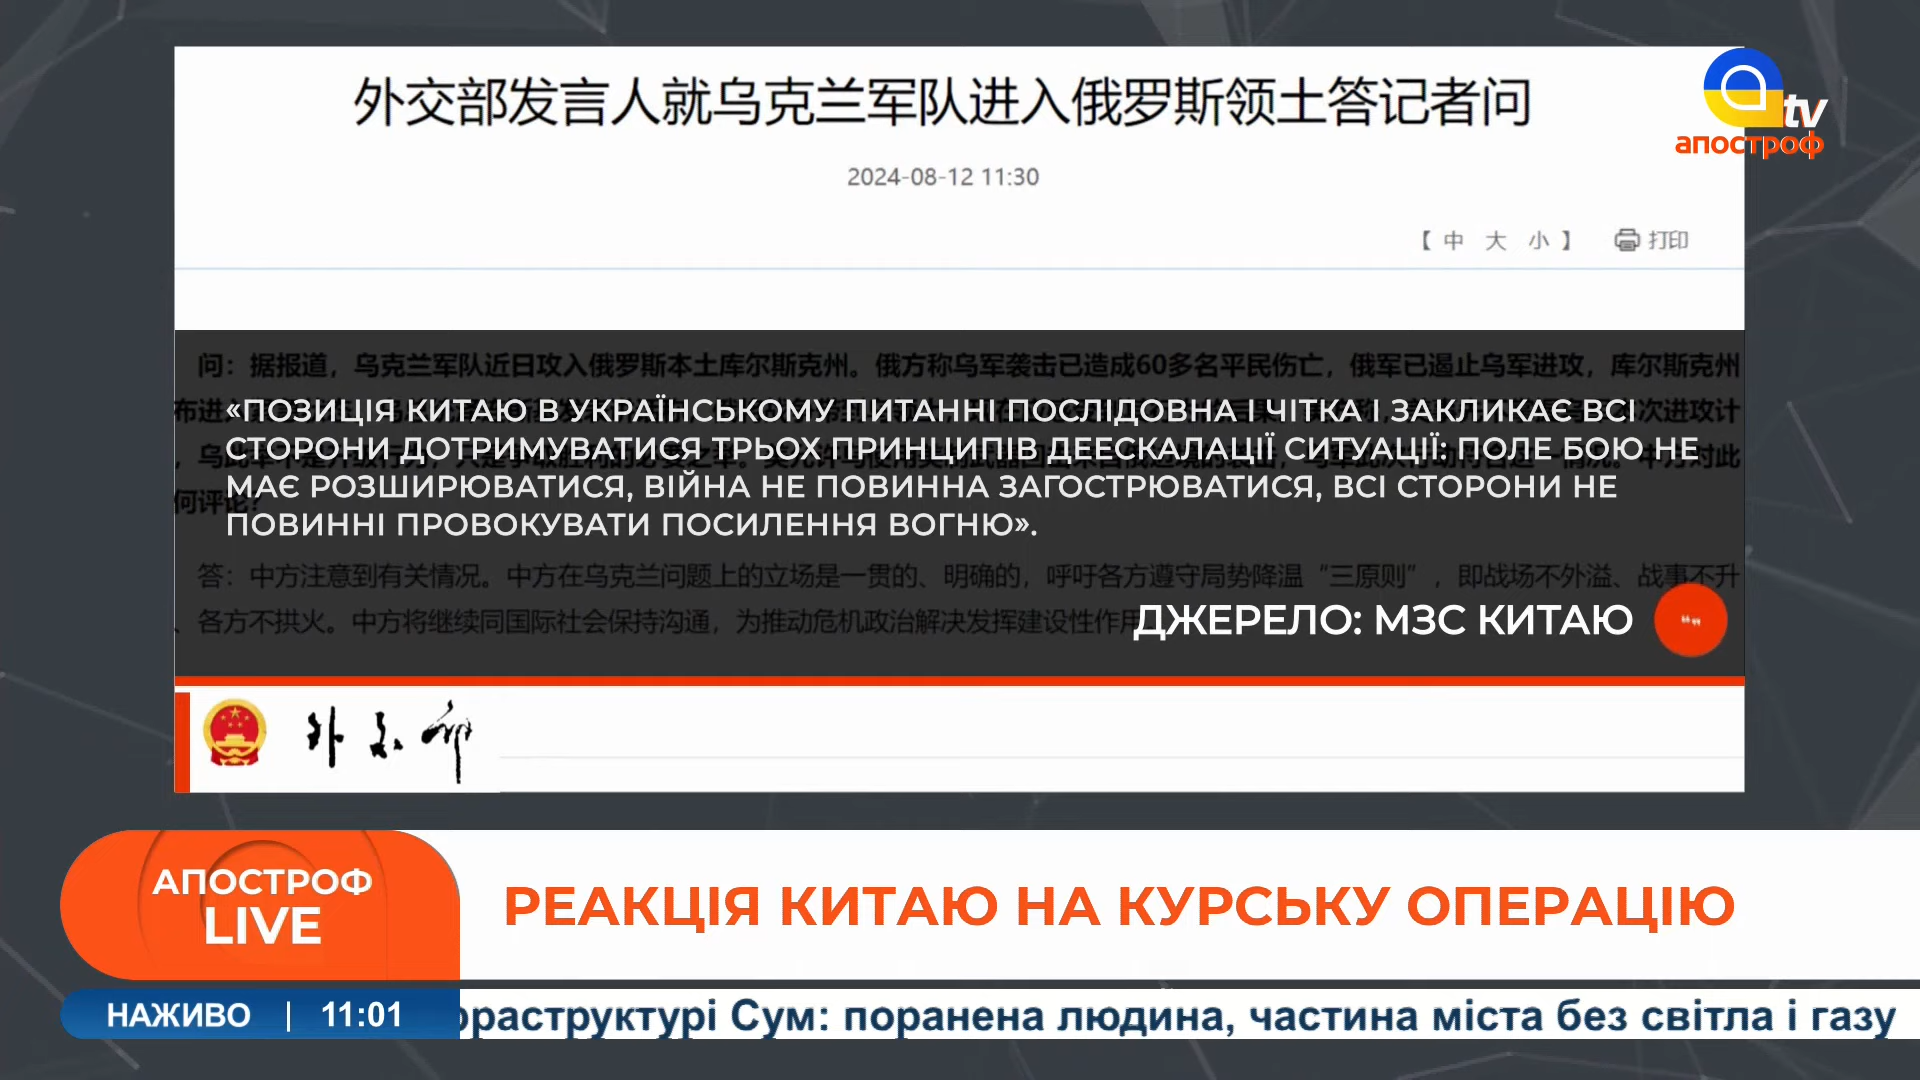 外交部发言人就乌克兰军队进入俄罗斯领土答记者问
2024-08-12 11:30
tv
апостроф
【 中 大 小 】 打印
问：据报道，乌克兰军队近日攻入俄罗斯本土库尔斯克州。俄方称乌军袭击已造成60多名平民伤亡，俄军已遏止乌军进攻，库尔斯克州
«ПОЗИЦІЯ КИТАЮ В УКРАЇНСЬКОМУ ПИТАННІ ПОСЛІДОВНА І ЧІТКА І ЗАКЛИКАЄ ВСІ
СТОРОНИ ДОТРИМУВАТИСЯ ТРЬОХ ПРИНЦИПІВ ДЕЕСКАЛАЦІЇ СИТУАЦІЇ: ПОЛЕ БОЮ НЕ
МАЄ РОЗШИРЮВАТИСЯ, ВІЙНА НЕ ПОВИННА ЗАГОСТРЮВАТИСЯ, ВСІ СТОРОНИ НЕ
ПОВИННІ ПРОВОКУВАТИ ПОСИЛЕННЯ ВОГНЮ».
答：中方注意到有关情况。中方在乌克兰问题上的立场是一贯的、明确的，呼吁各方遵守局势降温“三原则”，即战场不外溢、战事不升
、各方不拱火。中方将继续同国际社会保持沟通，为推动危机政治解决发挥建设性作用
ДЖЕРЕЛО: МЗС КИТАЮ
外交部
АПОСТРОФ
LIVE
РЕАКЦІЯ КИТАЮ НА КУРСЬКУ ОПЕРАЦІЮ
НАЖИВО | 11:01
фраструктурі Сум: поранена людина, частина міста без світла і газу